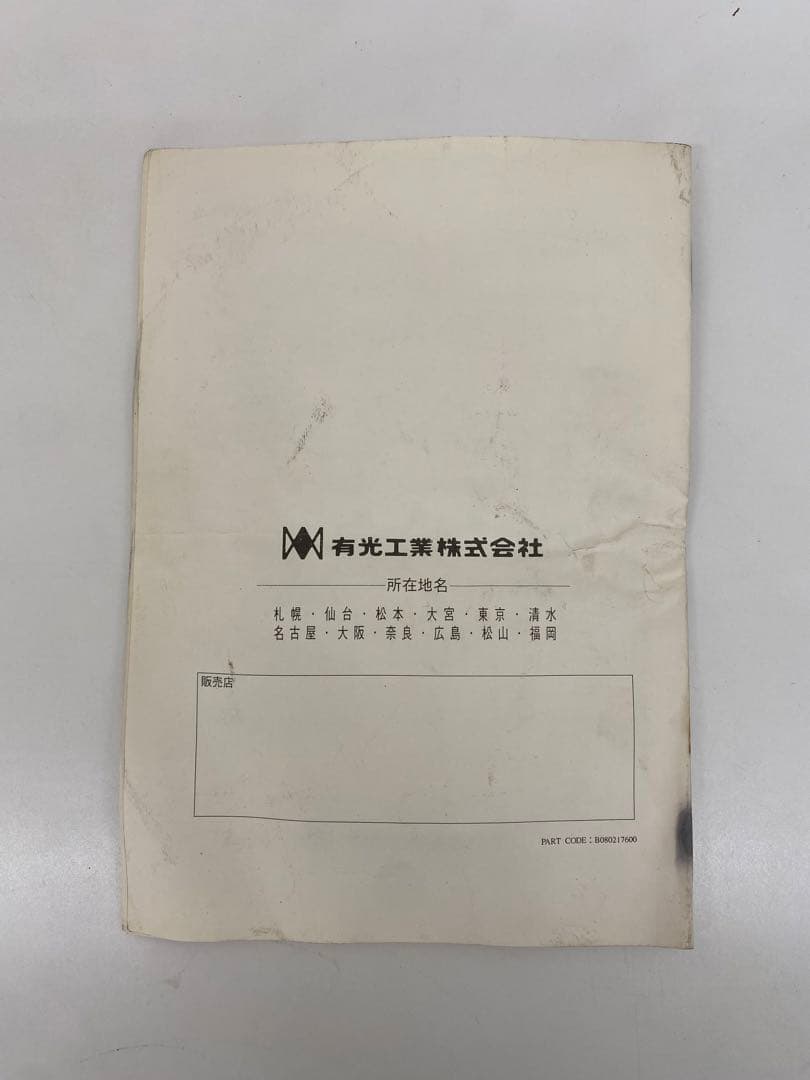 有光工業株式会社
所在地名
札幌・仙台・松本・大宮・東京・清水
名古屋・大阪・奈良・広島・松山・福岡
販売店
PART CODE：B080217600